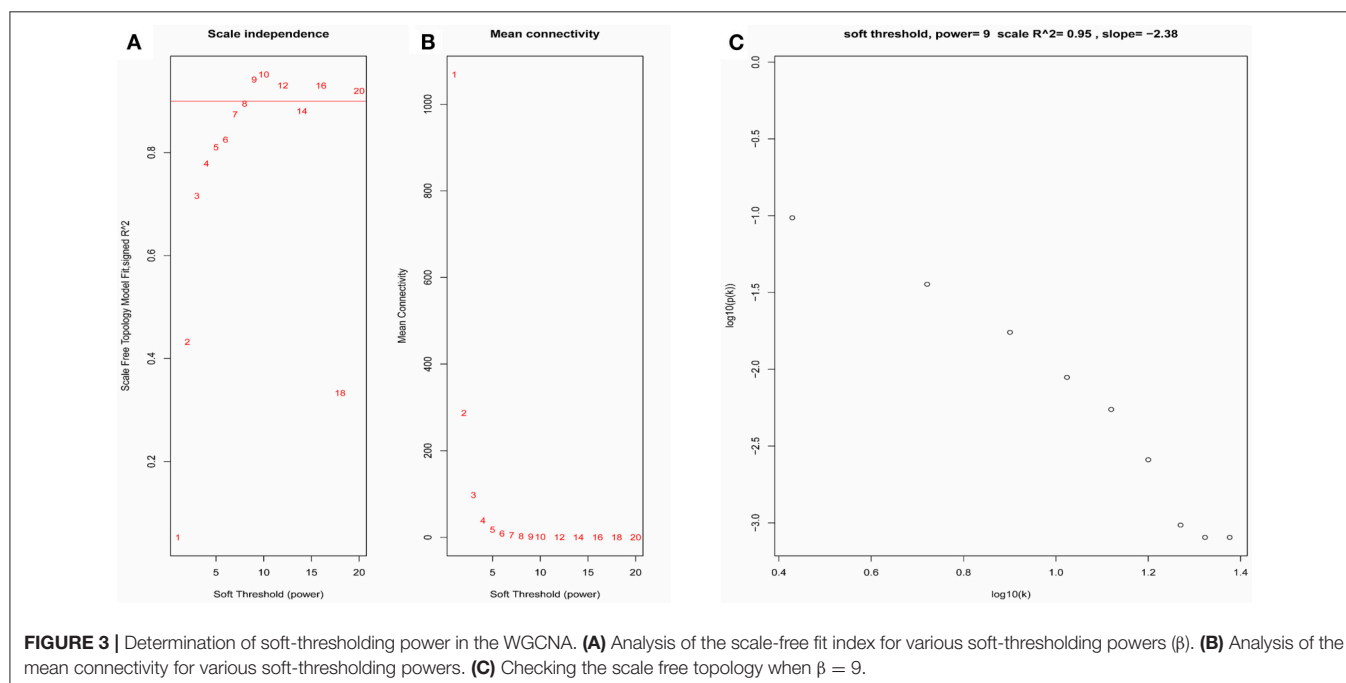 A
Scale independence
Scale Free Topology Model Fit,signed R^2
0.2 0.4 0.6 0.8
1 2 3 4 5 6 7 8 9 10 12 14 16 18 20
5 10 15 20
Soft Threshold (power)
B
Mean connectivity
Mean Connectivity
0 200 400 600 800 1000
1 2 3 4 5 6 7 8 9 10 12 14 16 18 20
5 10 15 20
Soft Threshold (power)
C
soft threshold, power= 9 scale R^2= 0.95 , slope= −2.38
log10(p(k))
−3.0 −2.5 −2.0 −1.5 −1.0 −0.5 0.0
0.4 0.6 0.8 1.0 1.2 1.4
log10(k)
FIGURE 3 | Determination of soft-thresholding power in the WGCNA. (A) Analysis of the scale-free fit index for various soft-thresholding powers (β). (B) Analysis of the
mean connectivity for various soft-thresholding powers. (C) Checking the scale free topology when β = 9.